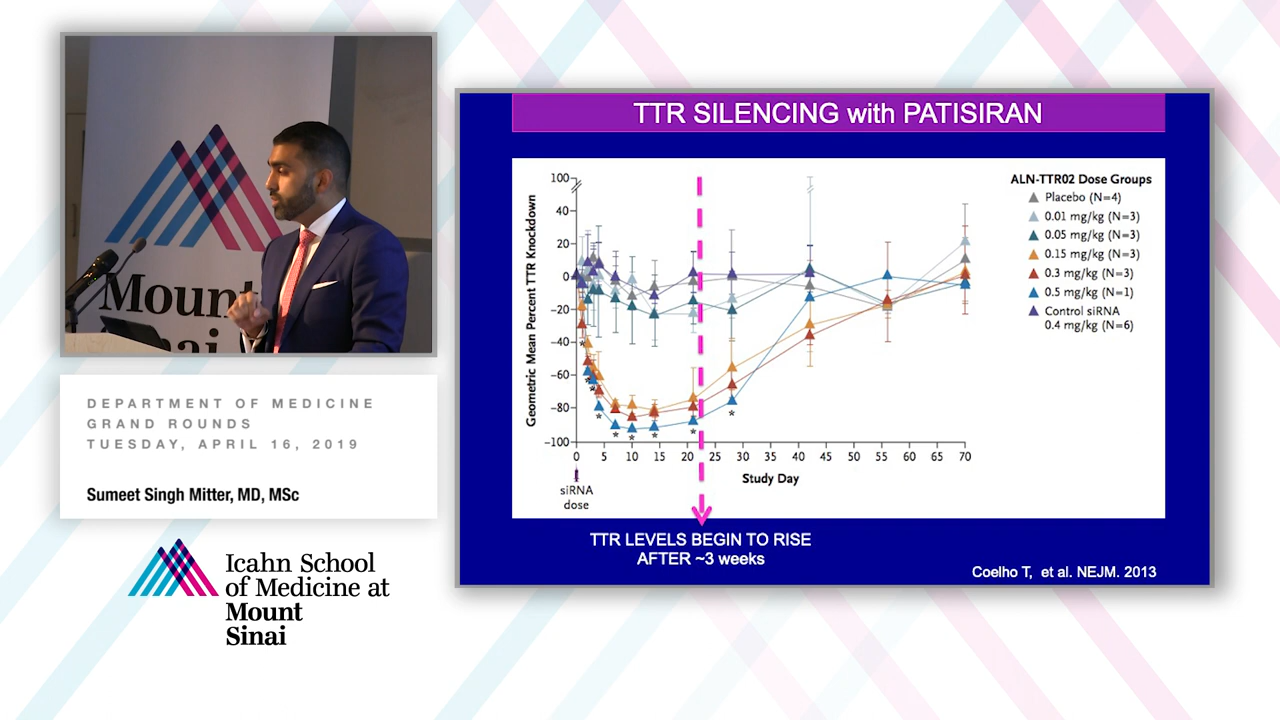 Mount
Sinai
DEPARTMENT OF MEDICINE
GRAND ROUNDS
TUESDAY, APRIL 16, 2019
Sumeet Singh Mitter, MD, MSc
Icahn School
of Medicine at
Mount
Sinai
TTR SILENCING with PATISIRAN
Geometric Mean Percent TTR Knockdown
100
40
20
0
−20
−40
−60
−80
−100
0
5
10
15
20
25
30
35
40
45
50
55
60
65
70
Study Day
siRNA
dose
* * * * * * * * * *
ALN-TTR02 Dose Groups
Placebo (N=4)
0.01 mg/kg (N=3)
0.05 mg/kg (N=3)
0.15 mg/kg (N=3)
0.3 mg/kg (N=3)
0.5 mg/kg (N=1)
Control siRNA
0.4 mg/kg (N=6)
TTR LEVELS BEGIN TO RISE
AFTER ~3 weeks
Coelho T, et al. NEJM. 2013